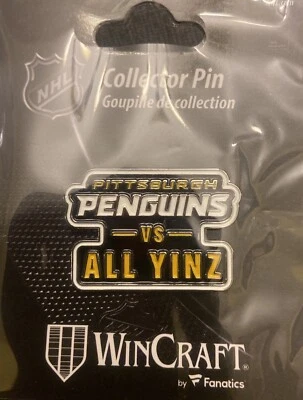 NHL
Collector Pin
Goupille de collection
PITTSBURGH
PENGUINS
VS
ALL YINZ
WINCRAFT®
by Fanatics